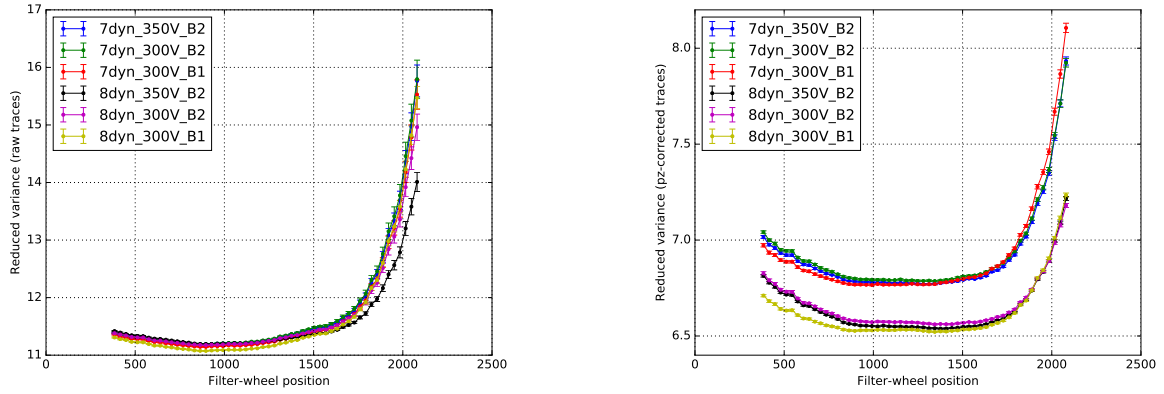 17
16
15
14
13
12
11
0
500
1000
1500
2000
2500
Reduced variance (raw traces)
Filter-wheel position
7dyn_350V_B2
7dyn_300V_B2
7dyn_300V_B1
8dyn_350V_B2
8dyn_300V_B2
8dyn_300V_B1
8.0
7.5
7.0
6.5
0
500
1000
1500
2000
2500
Reduced variance (pz-corrected traces)
Filter-wheel position
7dyn_350V_B2
7dyn_300V_B2
7dyn_300V_B1
8dyn_350V_B2
8dyn_300V_B2
8dyn_300V_B1